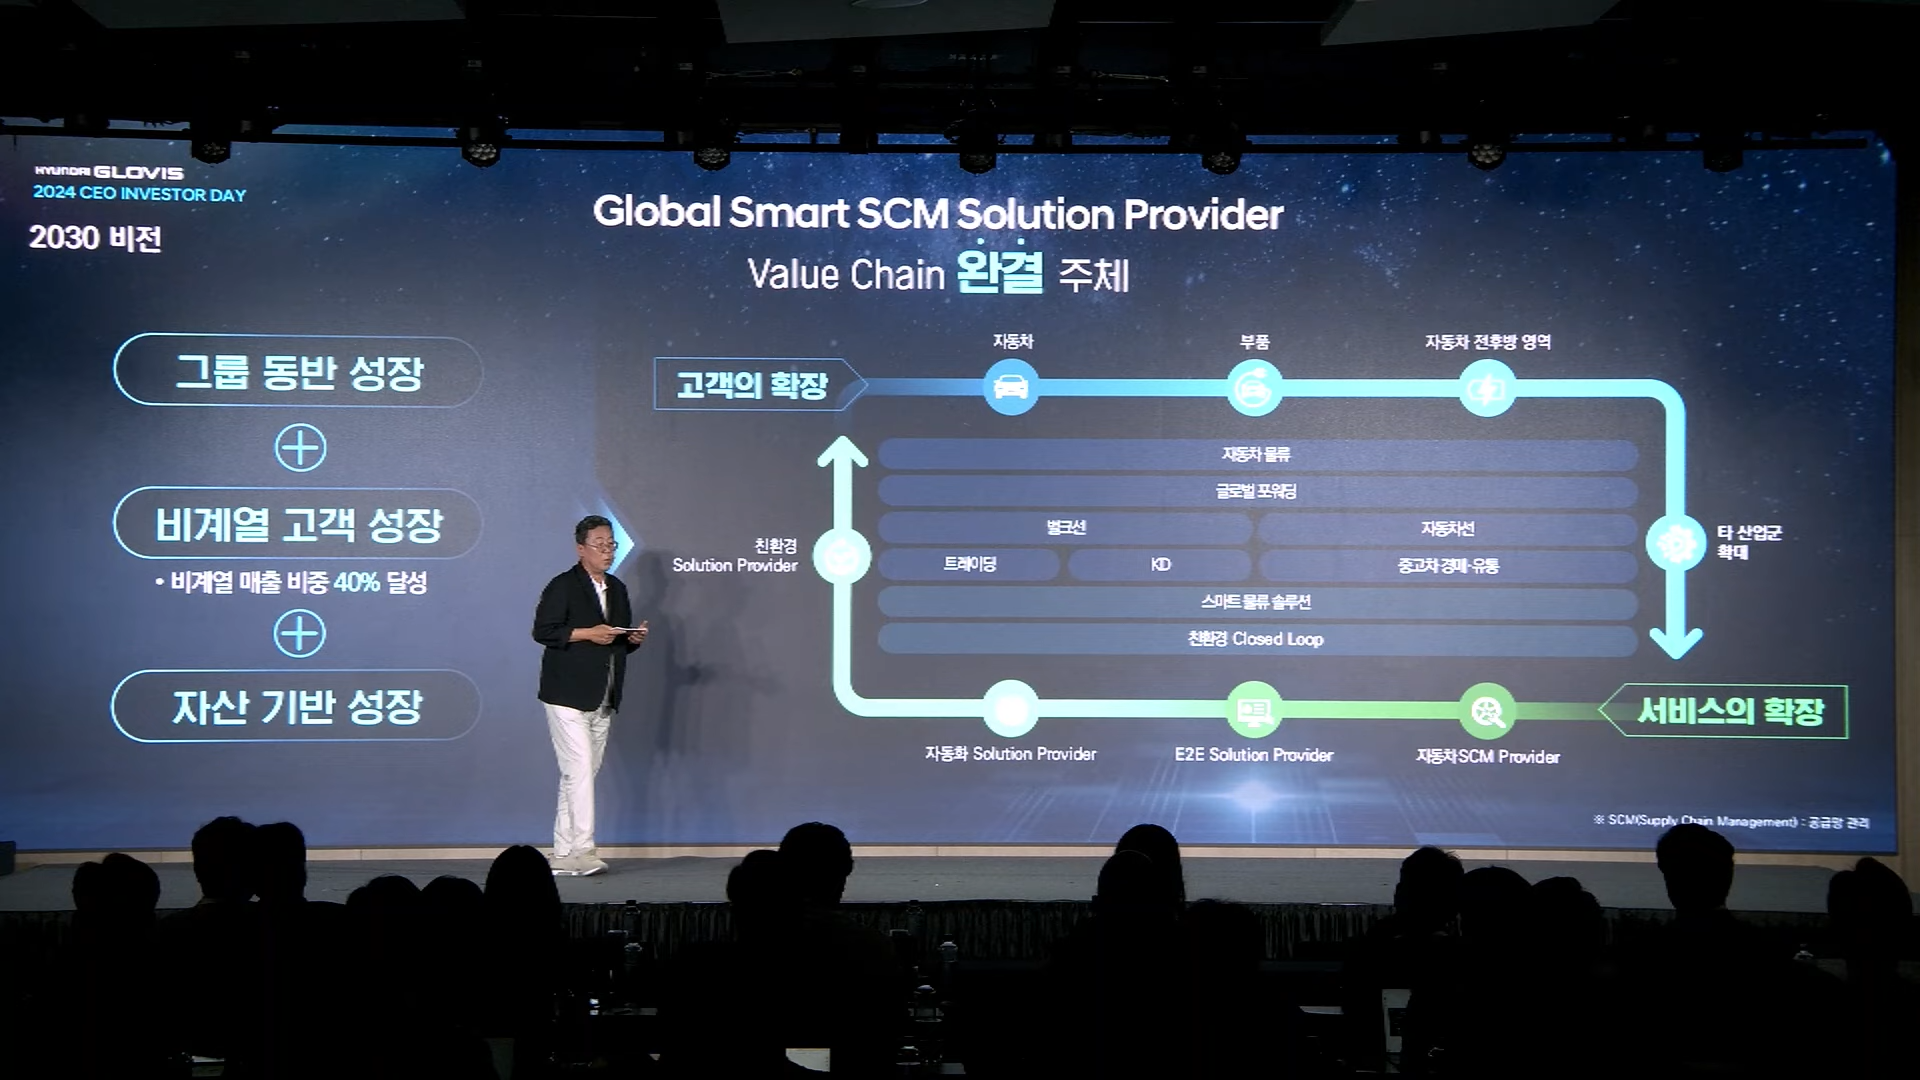 HYUNDAI GLOVIS
2024 CEO INVESTOR DAY
2030 비전
Global Smart SCM Solution Provider
Value Chain 완결 주체
그룹 동반 성장
비계열 고객 성장
• 비계열 매출 비중 40% 달성
자산 기반 성장
고객의 확장
자동차
부품
자동차 전후방 영역
타 산업군
확대
자동차 물류
글로벌 포워딩
벌크선
자동차선
트레이딩
KD
중고차 경매·유통
스마트 물류 솔루션
친환경 Closed Loop
친환경
Solution Provider
자동화 Solution Provider
E2E Solution Provider
자동차SCM Provider
서비스의 확장
※ SCM(Supply Chain Management) : 공급망 관리